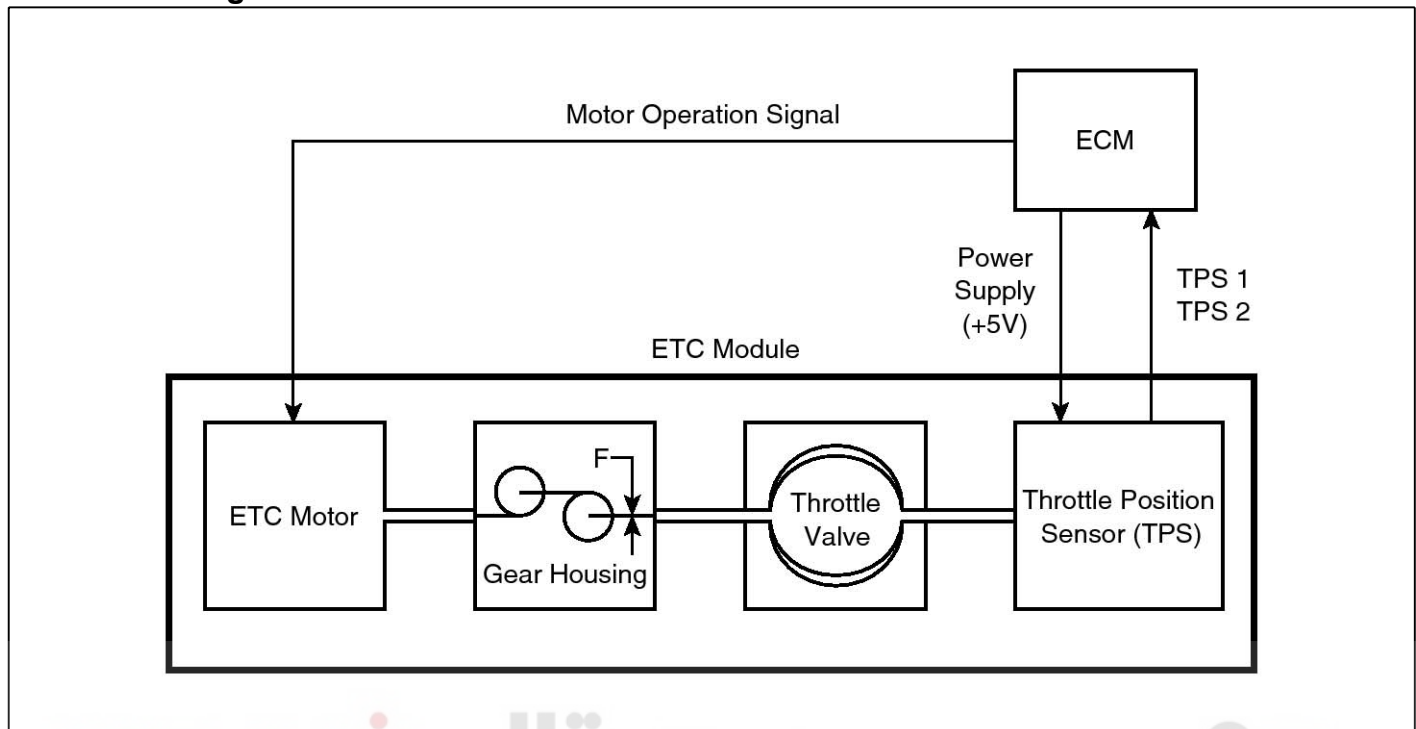 Motor Operation Signal
ECM
Power
Supply
(+5V)
TPS 1
TPS 2
ETC Module
ETC Motor
F
Gear Housing
Throttle
Valve
Throttle Position
Sensor (TPS)